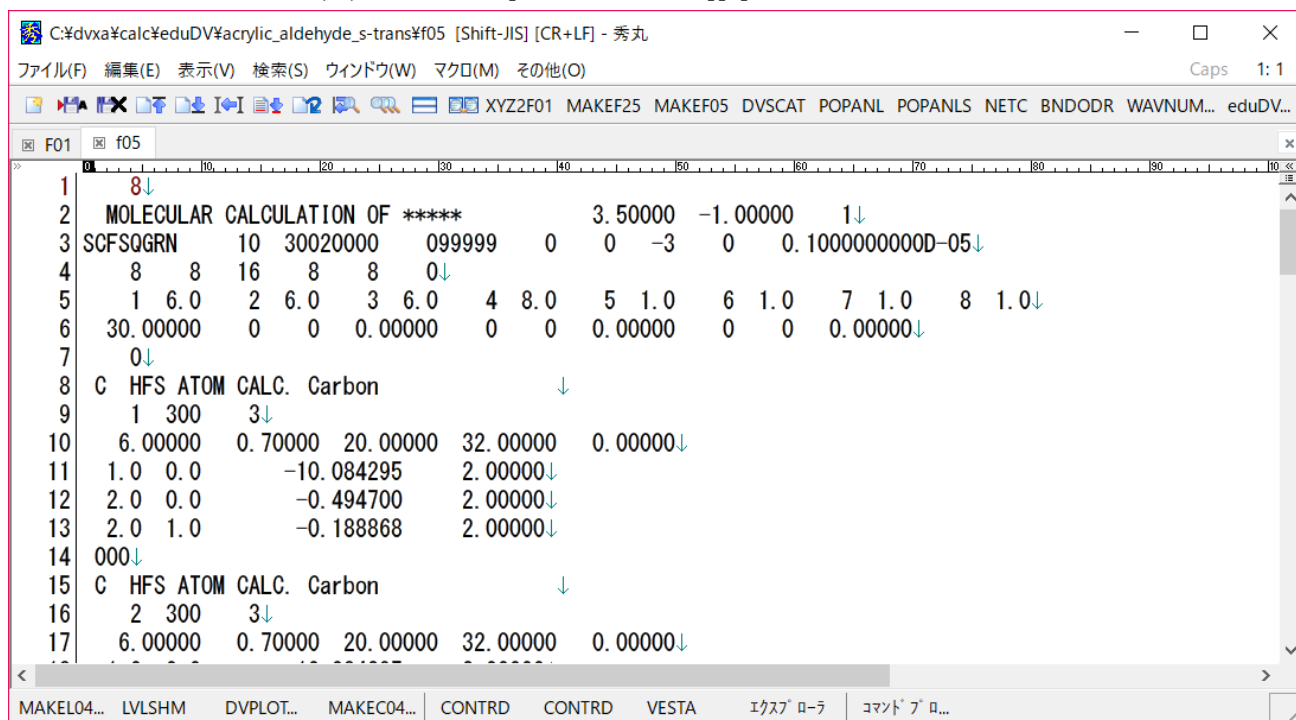 C:¥dvxa¥calc¥eduDV¥acrylic_aldehyde_s-trans¥f05 [Shift-JIS] [CR+LF] - 秀丸
ファイル(F) 編集(E) 表示(V) 検索(S) ウィンドウ(W) マクロ(M) その他(O) Caps 1: 1
XYZ2F01 MAKEF25 MAKEF05 DVSCAT POPANL POPANLS NETC BNDODR WAVNUM... eduDV...
F01 f05
0 10 20 30 40 50 60 70 80 90 10
1 8↓
2 MOLECULAR CALCULATION OF ***** 3.50000 -1.00000 1↓
3 SCFSQGRN 10 30020000 099999 0 0 -3 0 0.1000000000D-05↓
4 8 8 16 8 8 0↓
5 1 6.0 2 6.0 3 6.0 4 8.0 5 1.0 6 1.0 7 1.0 8 1.0↓
6 30.00000 0 0 0.00000 0 0 0.00000 0 0 0.00000↓
7 0↓
8 C HFS ATOM CALC. Carbon ↓
9 1 300 3↓
10 6.00000 0.70000 20.00000 32.00000 0.00000↓
11 1.0 0.0 -10.084295 2.00000↓
12 2.0 0.0 -0.494700 2.00000↓
13 2.0 1.0 -0.188868 2.00000↓
14 000↓
15 C HFS ATOM CALC. Carbon ↓
16 2 300 3↓
17 6.00000 0.70000 20.00000 32.00000 0.00000↓
MAKEL04... LVLSHM DVPLOT... MAKEC04... CONTRD CONTRD VESTA ｴｸｽﾌﾟﾛｰﾗ ｺﾏﾝﾄﾞﾌﾟﾛ...